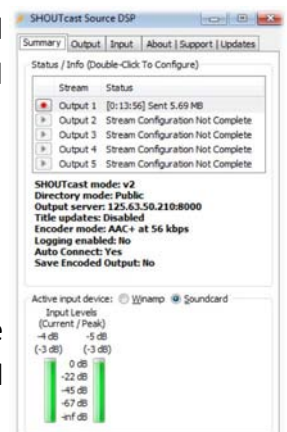 SHOUTcast Source DSP
Summary Output Input About | Support | Updates
Status / Info (Double-Click To Configure)
Stream Status
Output 1 [0:13:56] Sent 5.69 MB
Output 2 Stream Configuration Not Complete
Output 3 Stream Configuration Not Complete
Output 4 Stream Configuration Not Complete
Output 5 Stream Configuration Not Complete
SHOUTcast mode: v2
Directory mode: Public
Output server: 125.63.50.210:8000
Title updates: Disabled
Encoder mode: AAC+ at 56 kbps
Logging enabled: No
Auto Connect: Yes
Save Encoded Output: No
Active input device: Winamp Soundcard
Input Levels
(Current / Peak)
-4 dB -5 dB
(-3 dB) (-3 dB)
0 dB
-22 dB
-45 dB
-67 dB
-inf dB